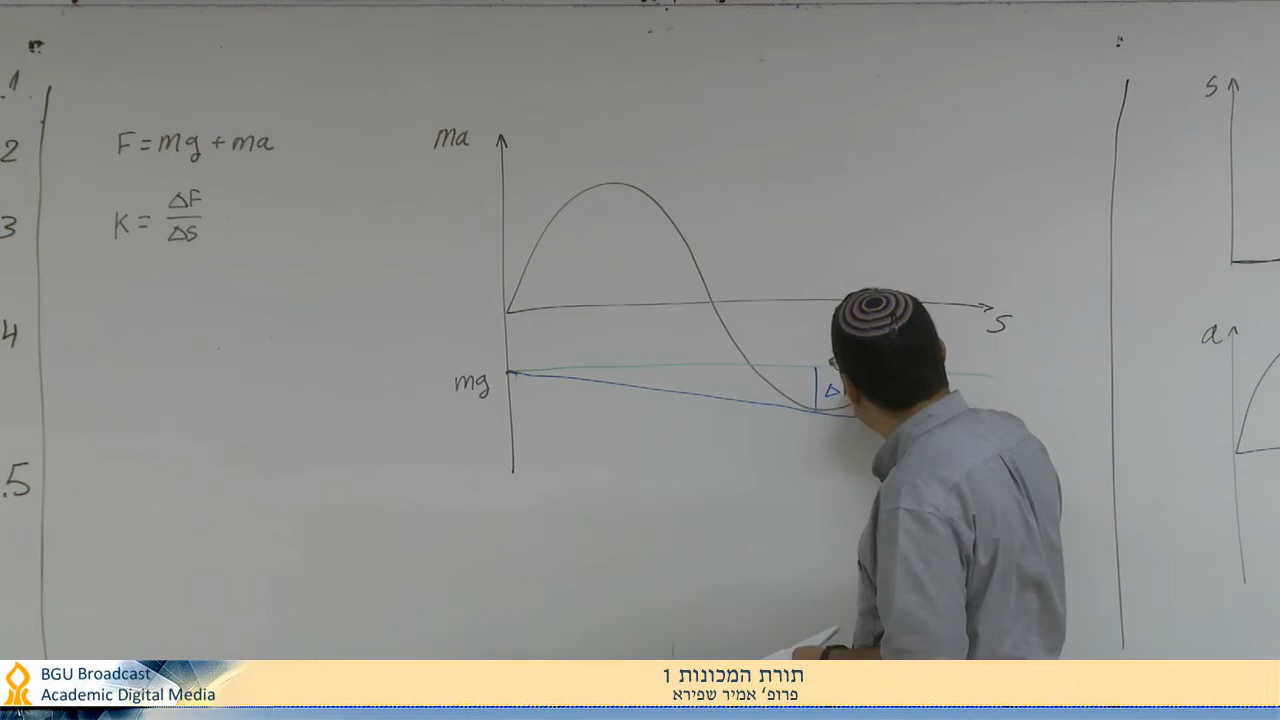 .1
2
3
4
.5
F = mg + ma
K = ΔF
ΔS
ma
s
mg
Δ
s
a
BGU Broadcast
Academic Digital Media
תורת המכונות 1
פרופ' אמיר שפירא